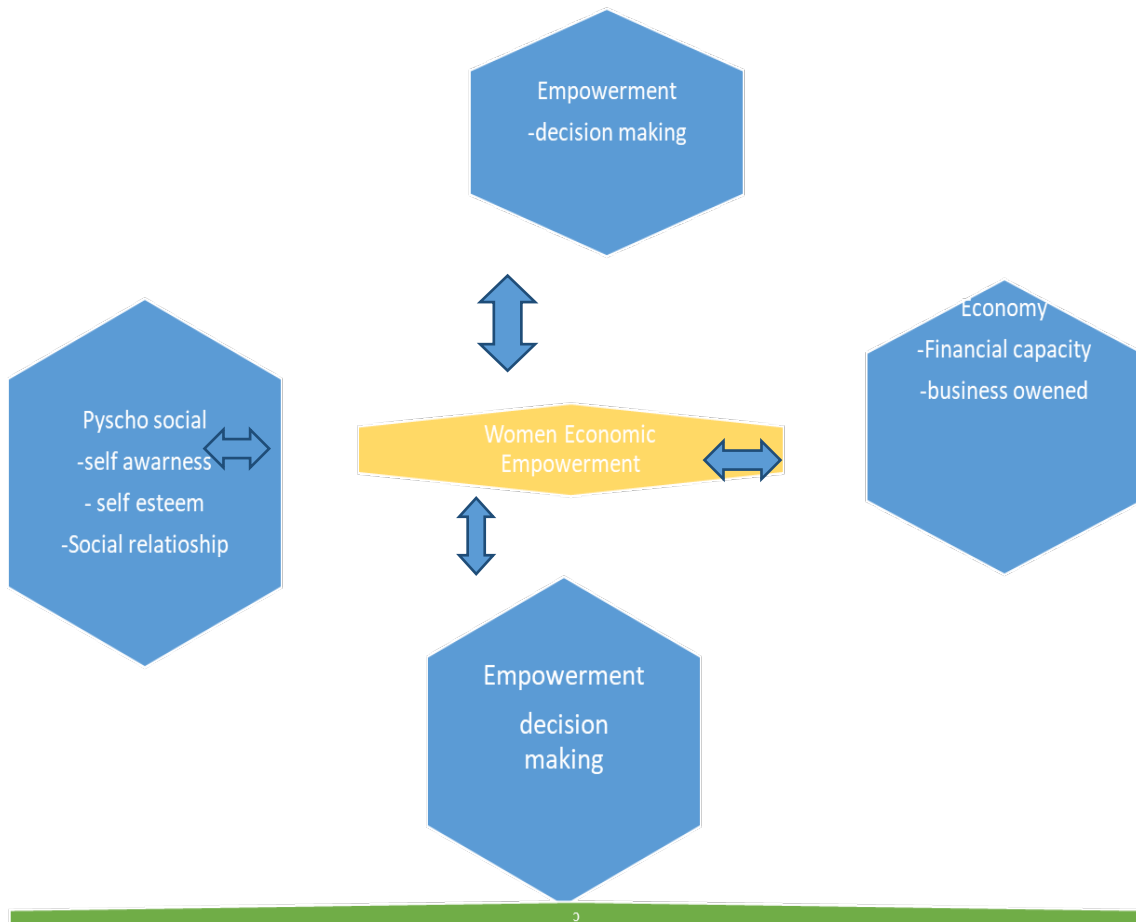 Empowerment
-decision making
Economy
-Financial capacity
-business owened
Pyscho social
-self awarness
- self esteem
-Social relatioship
Women Economic
Empowerment
Empowerment
decision
making